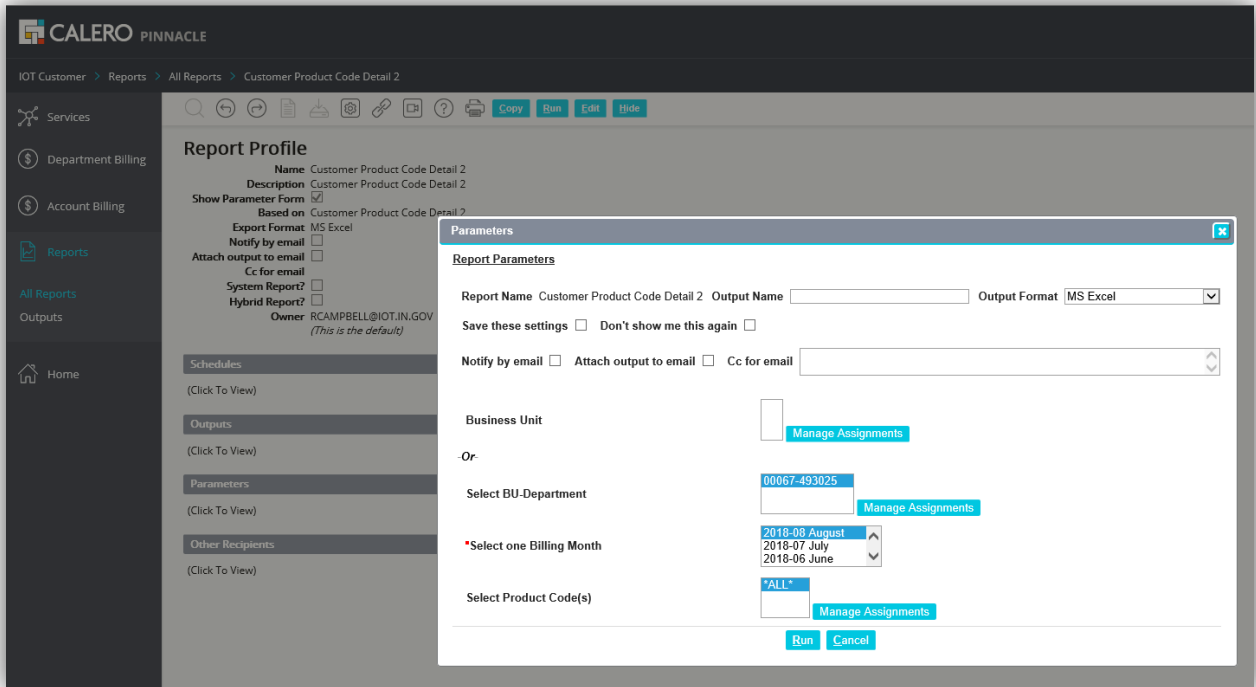 CALERO PINNACLE
IOT Customer > Reports > All Reports > Customer Product Code Detail 2
Services
Department Billing
Account Billing
Reports
All Reports
Outputs
Home
Copy Run Edit Hide
Report Profile
Name Customer Product Code Detail 2
Description Customer Product Code Detail 2
Show Parameter Form
Based on Customer Product Code Detail 2
Export Format MS Excel
Notify by email
Attach output to email
Cc for email
System Report?
Hybrid Report?
Owner RCAMPBELL@IOT.IN.GOV
(This is the default)
Schedules
(Click To View)
Outputs
(Click To View)
Parameters
(Click To View)
Other Recipients
(Click To View)
Parameters
Report Parameters
Report Name Customer Product Code Detail 2 Output Name Output Format MS Excel
Save these settings Don't show me this again
Notify by email Attach output to email Cc for email
Business Unit
Manage Assignments
-Or-
Select BU-Department
00067-493025
Manage Assignments
*Select one Billing Month
2018-08 August
2018-07 July
2018-06 June
Select Product Code(s)
*ALL*
Manage Assignments
Run Cancel